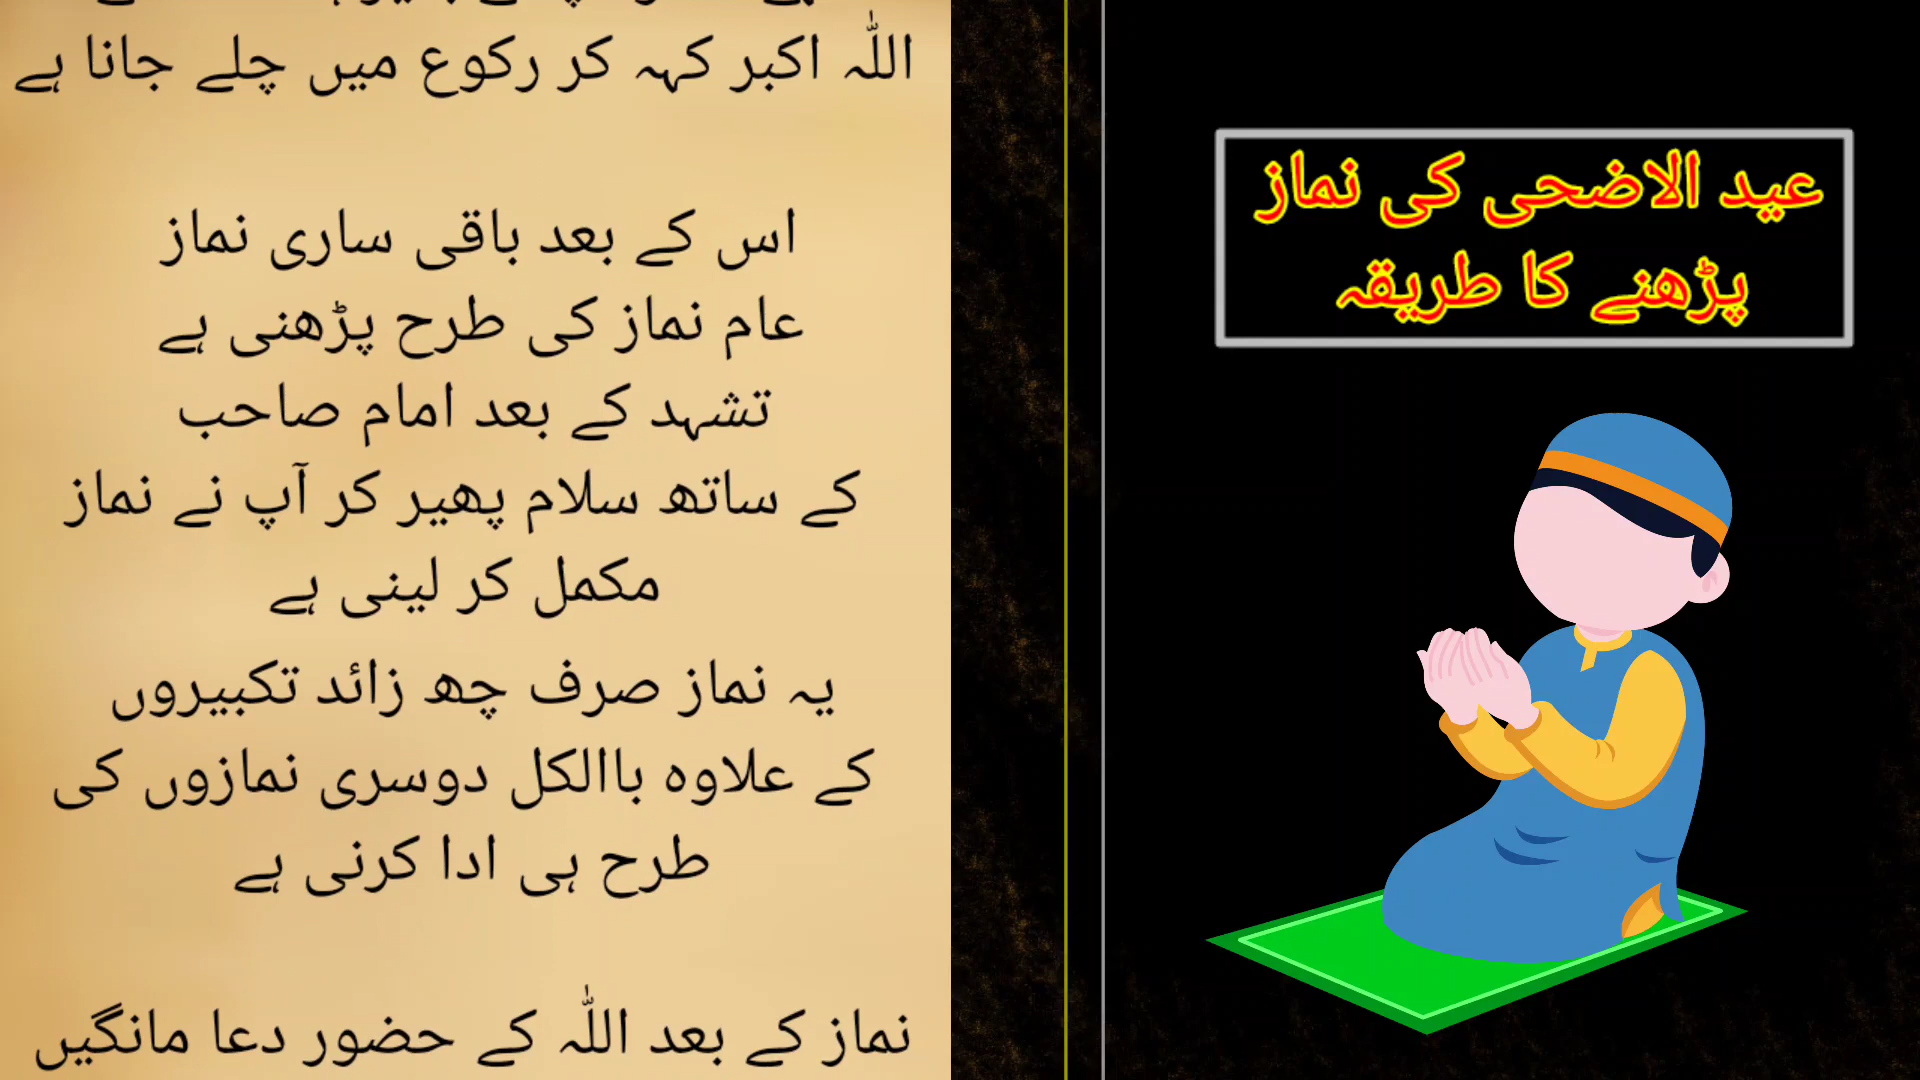 اللّٰہ اکبر کہہ کر رکوع میں چلے جانا ہے
اس کے بعد باقی ساری نماز
عام نماز کی طرح پڑھنی ہے
تشہد کے بعد امام صاحب
کے ساتھ سلام پھیر کر آپ نے نماز
مکمل کر لینی ہے
یہ نماز صرف چھ زائد تکبیروں
کے علاوہ باالکل دوسری نمازوں کی
طرح ہی ادا کرنی ہے
نماز کے بعد اللّٰہ کے حضور دعا مانگیں
عید الاضحی کی نماز
پڑھنے کا طریقہ